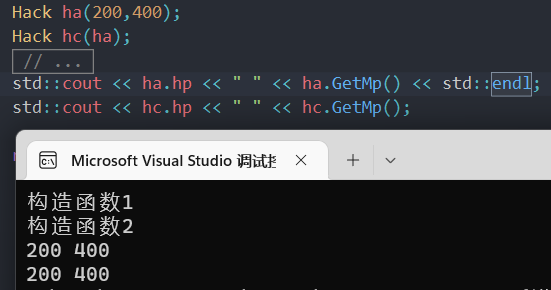 Hack ha(200,400);
Hack hc(ha);
// ...
std::cout << ha.hp << " " << ha.GetMp() << std::endl;
std::cout << hc.hp << " " << hc.GetMp();
Microsoft Visual Studio 调试控
构造函数1
构造函数2
200 400
200 400